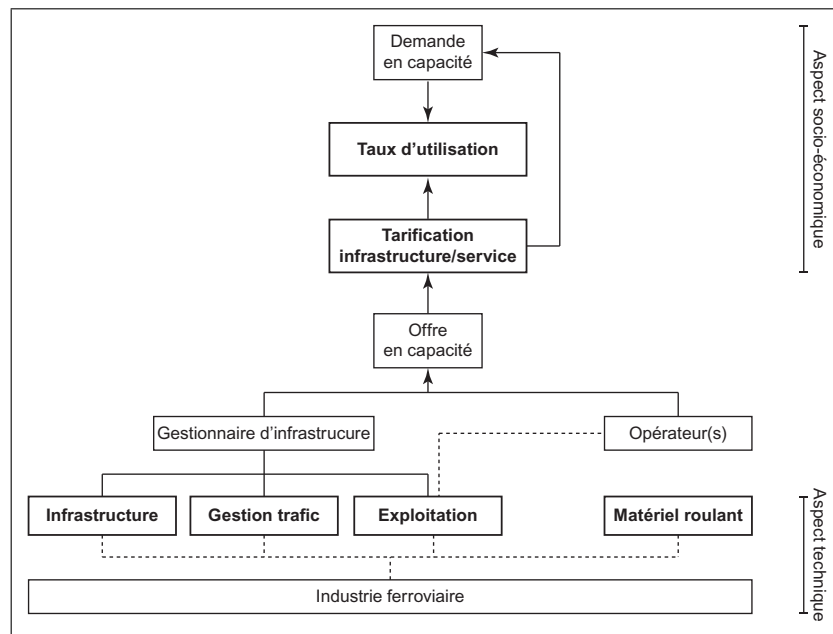 Demande
en capacité
Taux d'utilisation
Tarification
infrastructure/service
Offre
en capacité
Gestionnaire d'infrastrucure
Opérateur(s)
Infrastructure
Gestion trafic
Exploitation
Matériel roulant
Industrie ferroviaire
Aspect socio-économique
Aspect technique